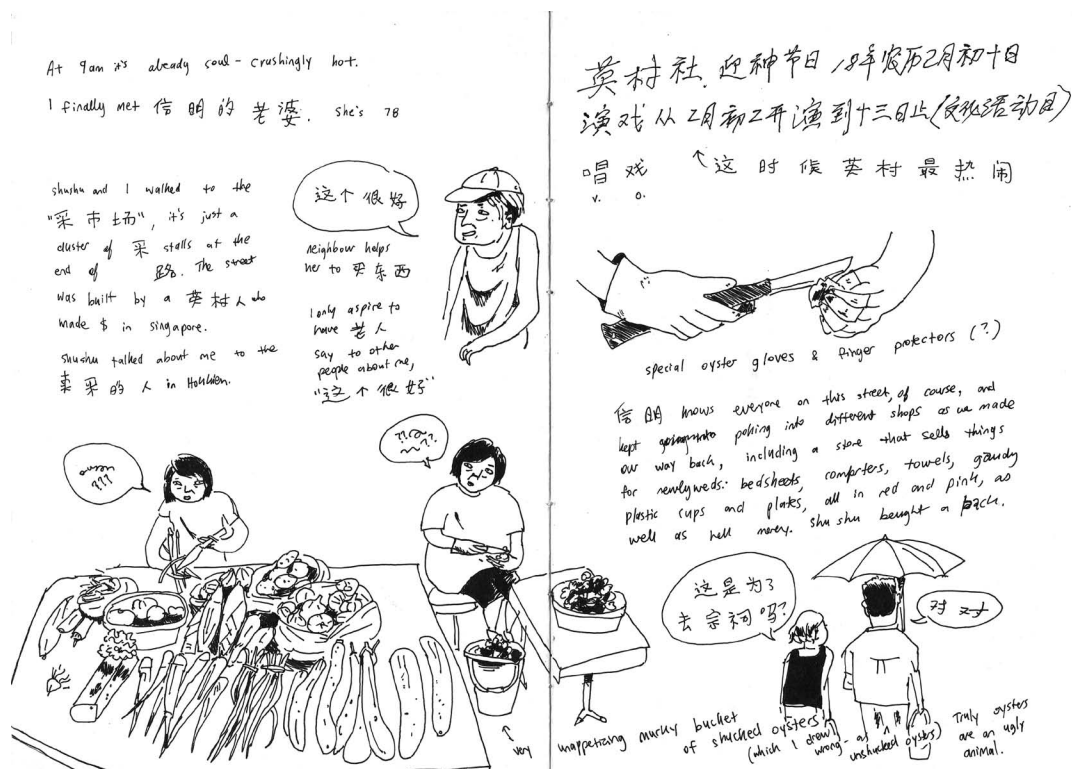 At 9am it's already soul-crushingly hot.
I finally met 信明的老婆. She's 78
shushu and I walked to the
"采市场", it's just a
cluster of 采 stalls at the
end of 路. The street
was built by a 英村人 who
made $ in singapore.
shushu talked about me to the
卖采的人 in Hokkien.
这个很好
neighbour helps
her to 买东西
I only aspire to
have 老人
say to other
people about me,
"这个很好"
???
very
英村社.迎神节日,18年农历2月初十日
演戏从2月初二开演到十三日止(文化活动日)
唱戏 ↑这时候英村最热闹
v. o.
special oyster gloves & finger protectors (?)
信明 knows everyone on this street, of course, and
kept poking into different shops as we made
our way back, including a store that sells things
for newlyweds: bedsheets, comforters, towels, gaudy
plastic cups and plates, all in red and pink, as
well as hell money. Shu shu bought a pack.
这是为了
去宗祠吗?
对 对
unappetizing murky bucket
of shucked oysters
(which I drew
wrong - as
unshucked oysters)
Truly oysters
are an ugly
animal.